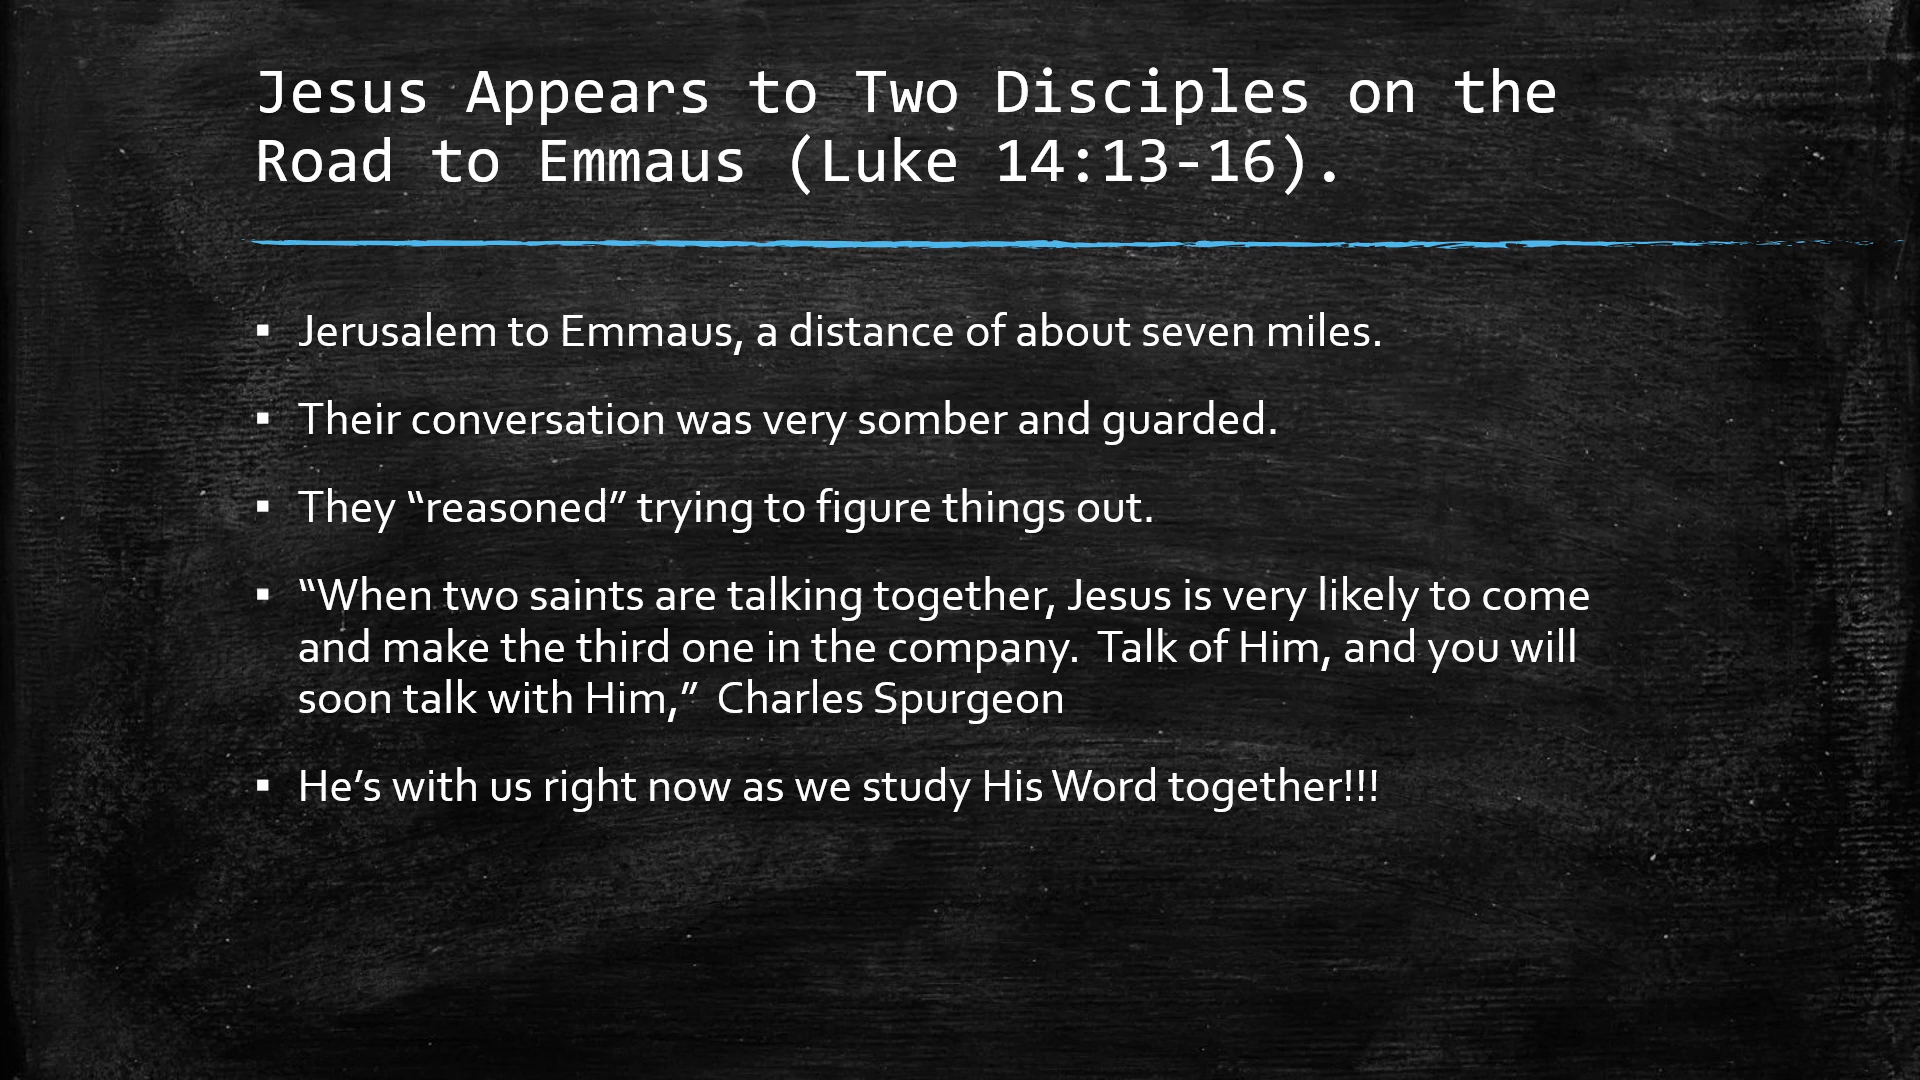 Jesus Appears to Two Disciples on the
Road to Emmaus (Luke 14:13-16).
▪ Jerusalem to Emmaus, a distance of about seven miles.
▪ Their conversation was very somber and guarded.
▪ They “reasoned” trying to figure things out.
▪ “When two saints are talking together, Jesus is very likely to come
and make the third one in the company.  Talk of Him, and you will
soon talk with Him,”  Charles Spurgeon
▪ He’s with us right now as we study His Word together!!!